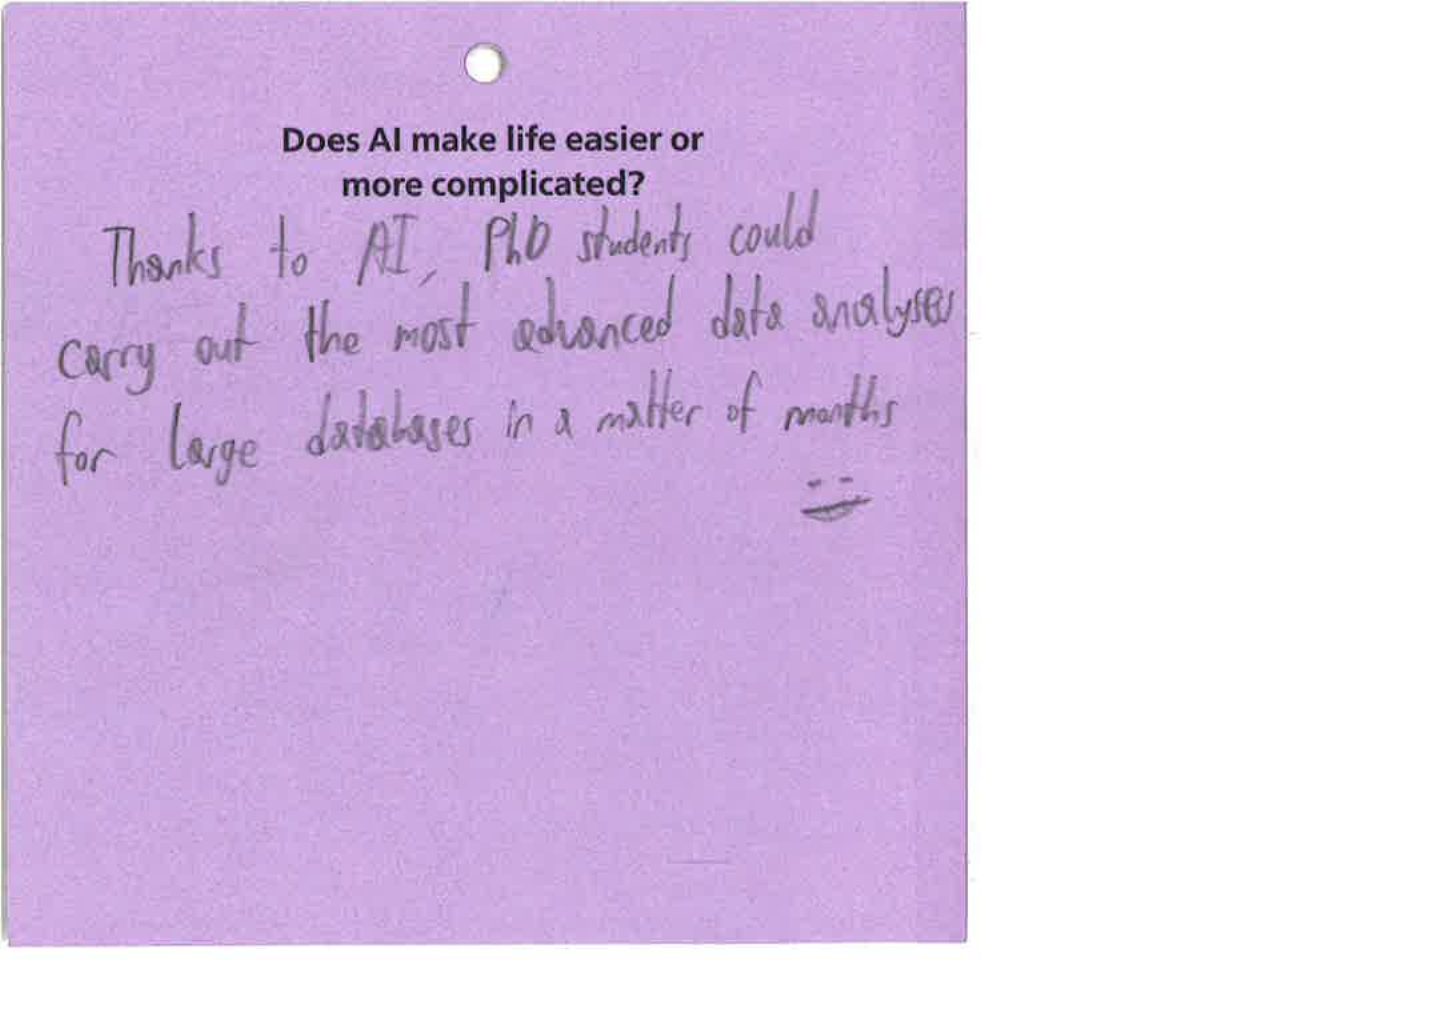 Does AI make life easier or
more complicated?
Thanks to AI, PhD students could
carry out the most advanced data analyses
for large databases in a matter of months